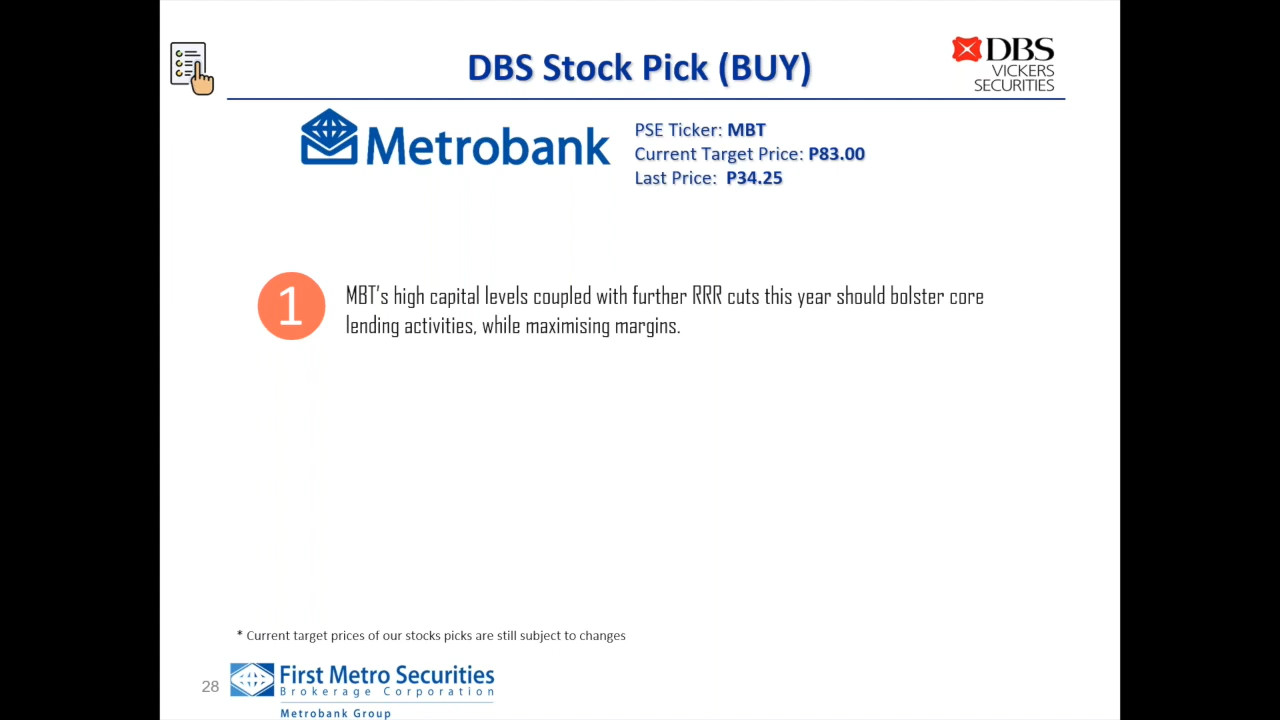 DBS Stock Pick (BUY)
DBS
VICKERS
SECURITIES
Metrobank
PSE Ticker: MBT
Current Target Price: P83.00
Last Price: P34.25
1
MBT's high capital levels coupled with further RRR cuts this year should bolster core
lending activities, while maximising margins.
* Current target prices of our stocks picks are still subject to changes
28
First Metro Securities
Brokerage Corporation
Metrobank Group